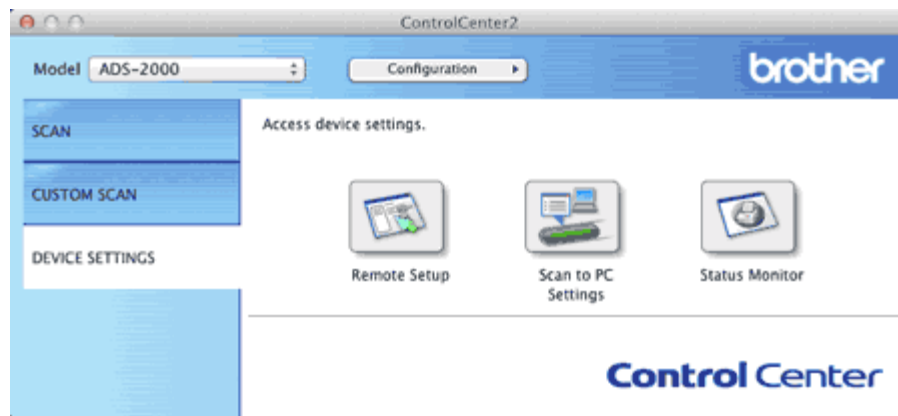 ControlCenter2
Model ADS-2000 Configuration
brother
SCAN
CUSTOM SCAN
DEVICE SETTINGS
Access device settings.
Remote Setup
Scan to PC
Settings
Status Monitor
Control Center